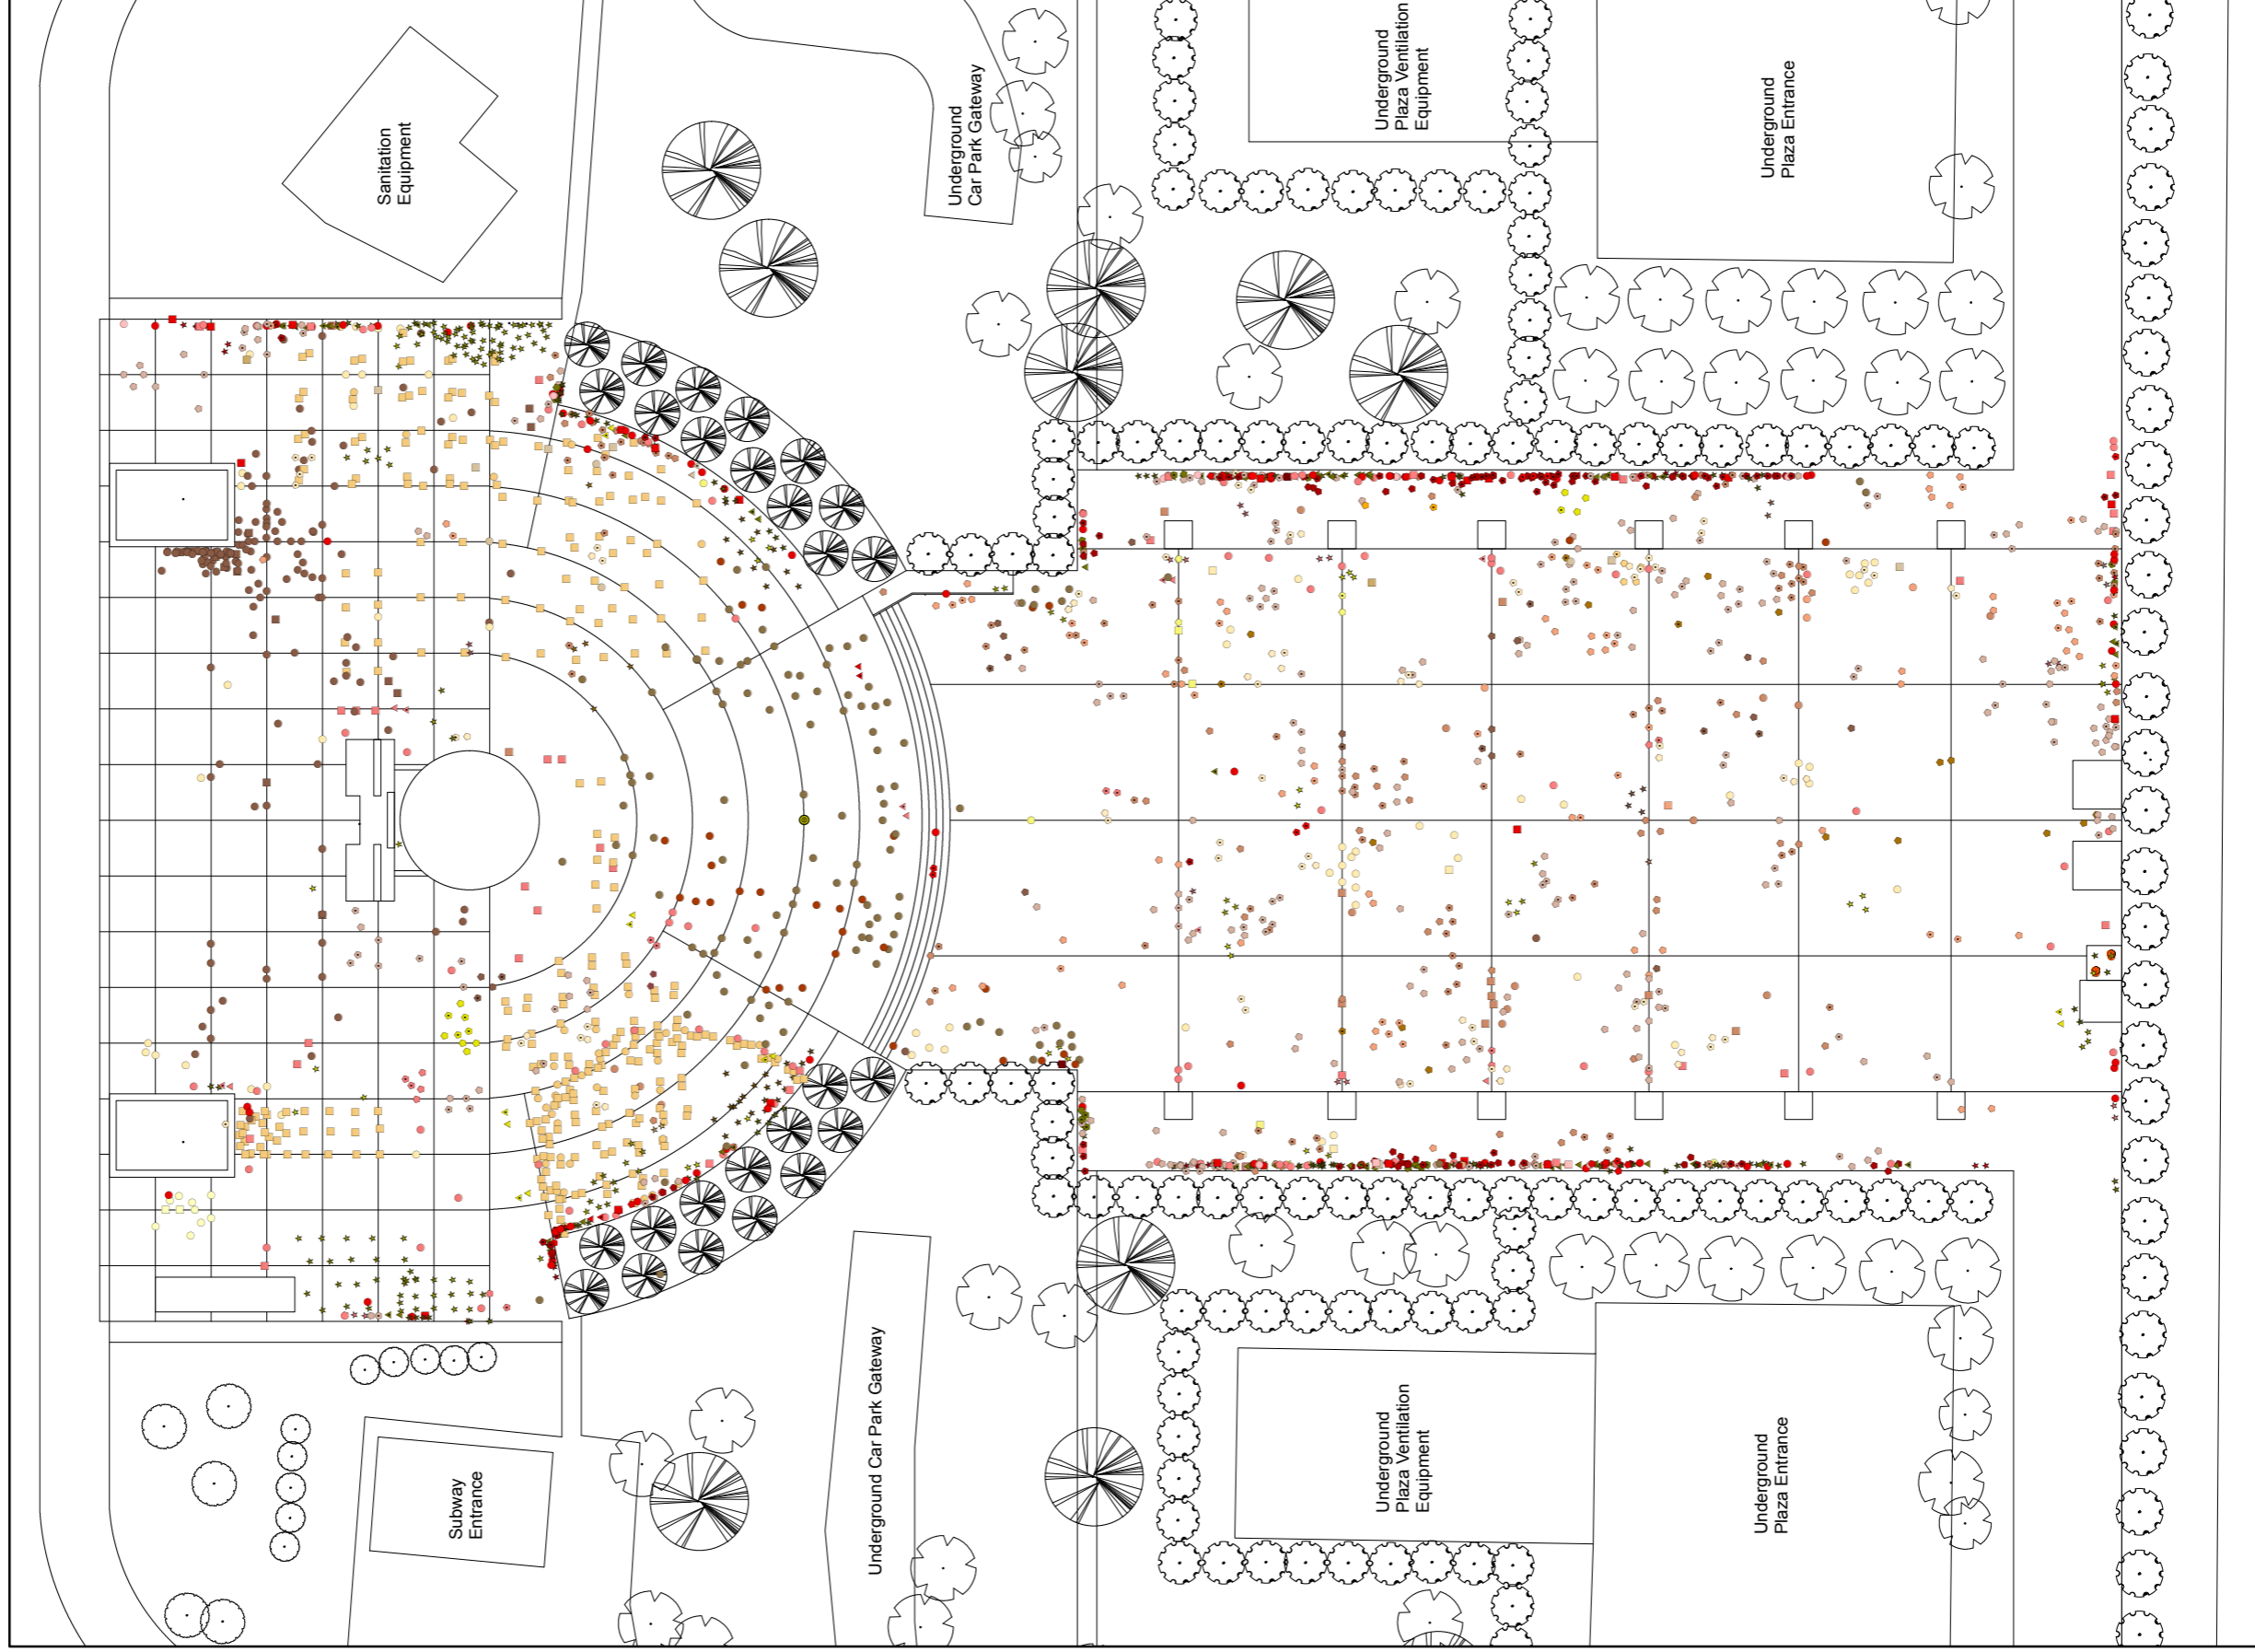 Sanitation
Equipment
Underground
Car Park Gateway
Underground
Plaza Ventilation
Equipment
Underground
Plaza Entrance
Subway
Entrance
Underground Car Park Gateway
Underground
Plaza Ventilation
Equipment
Underground
Plaza Entrance